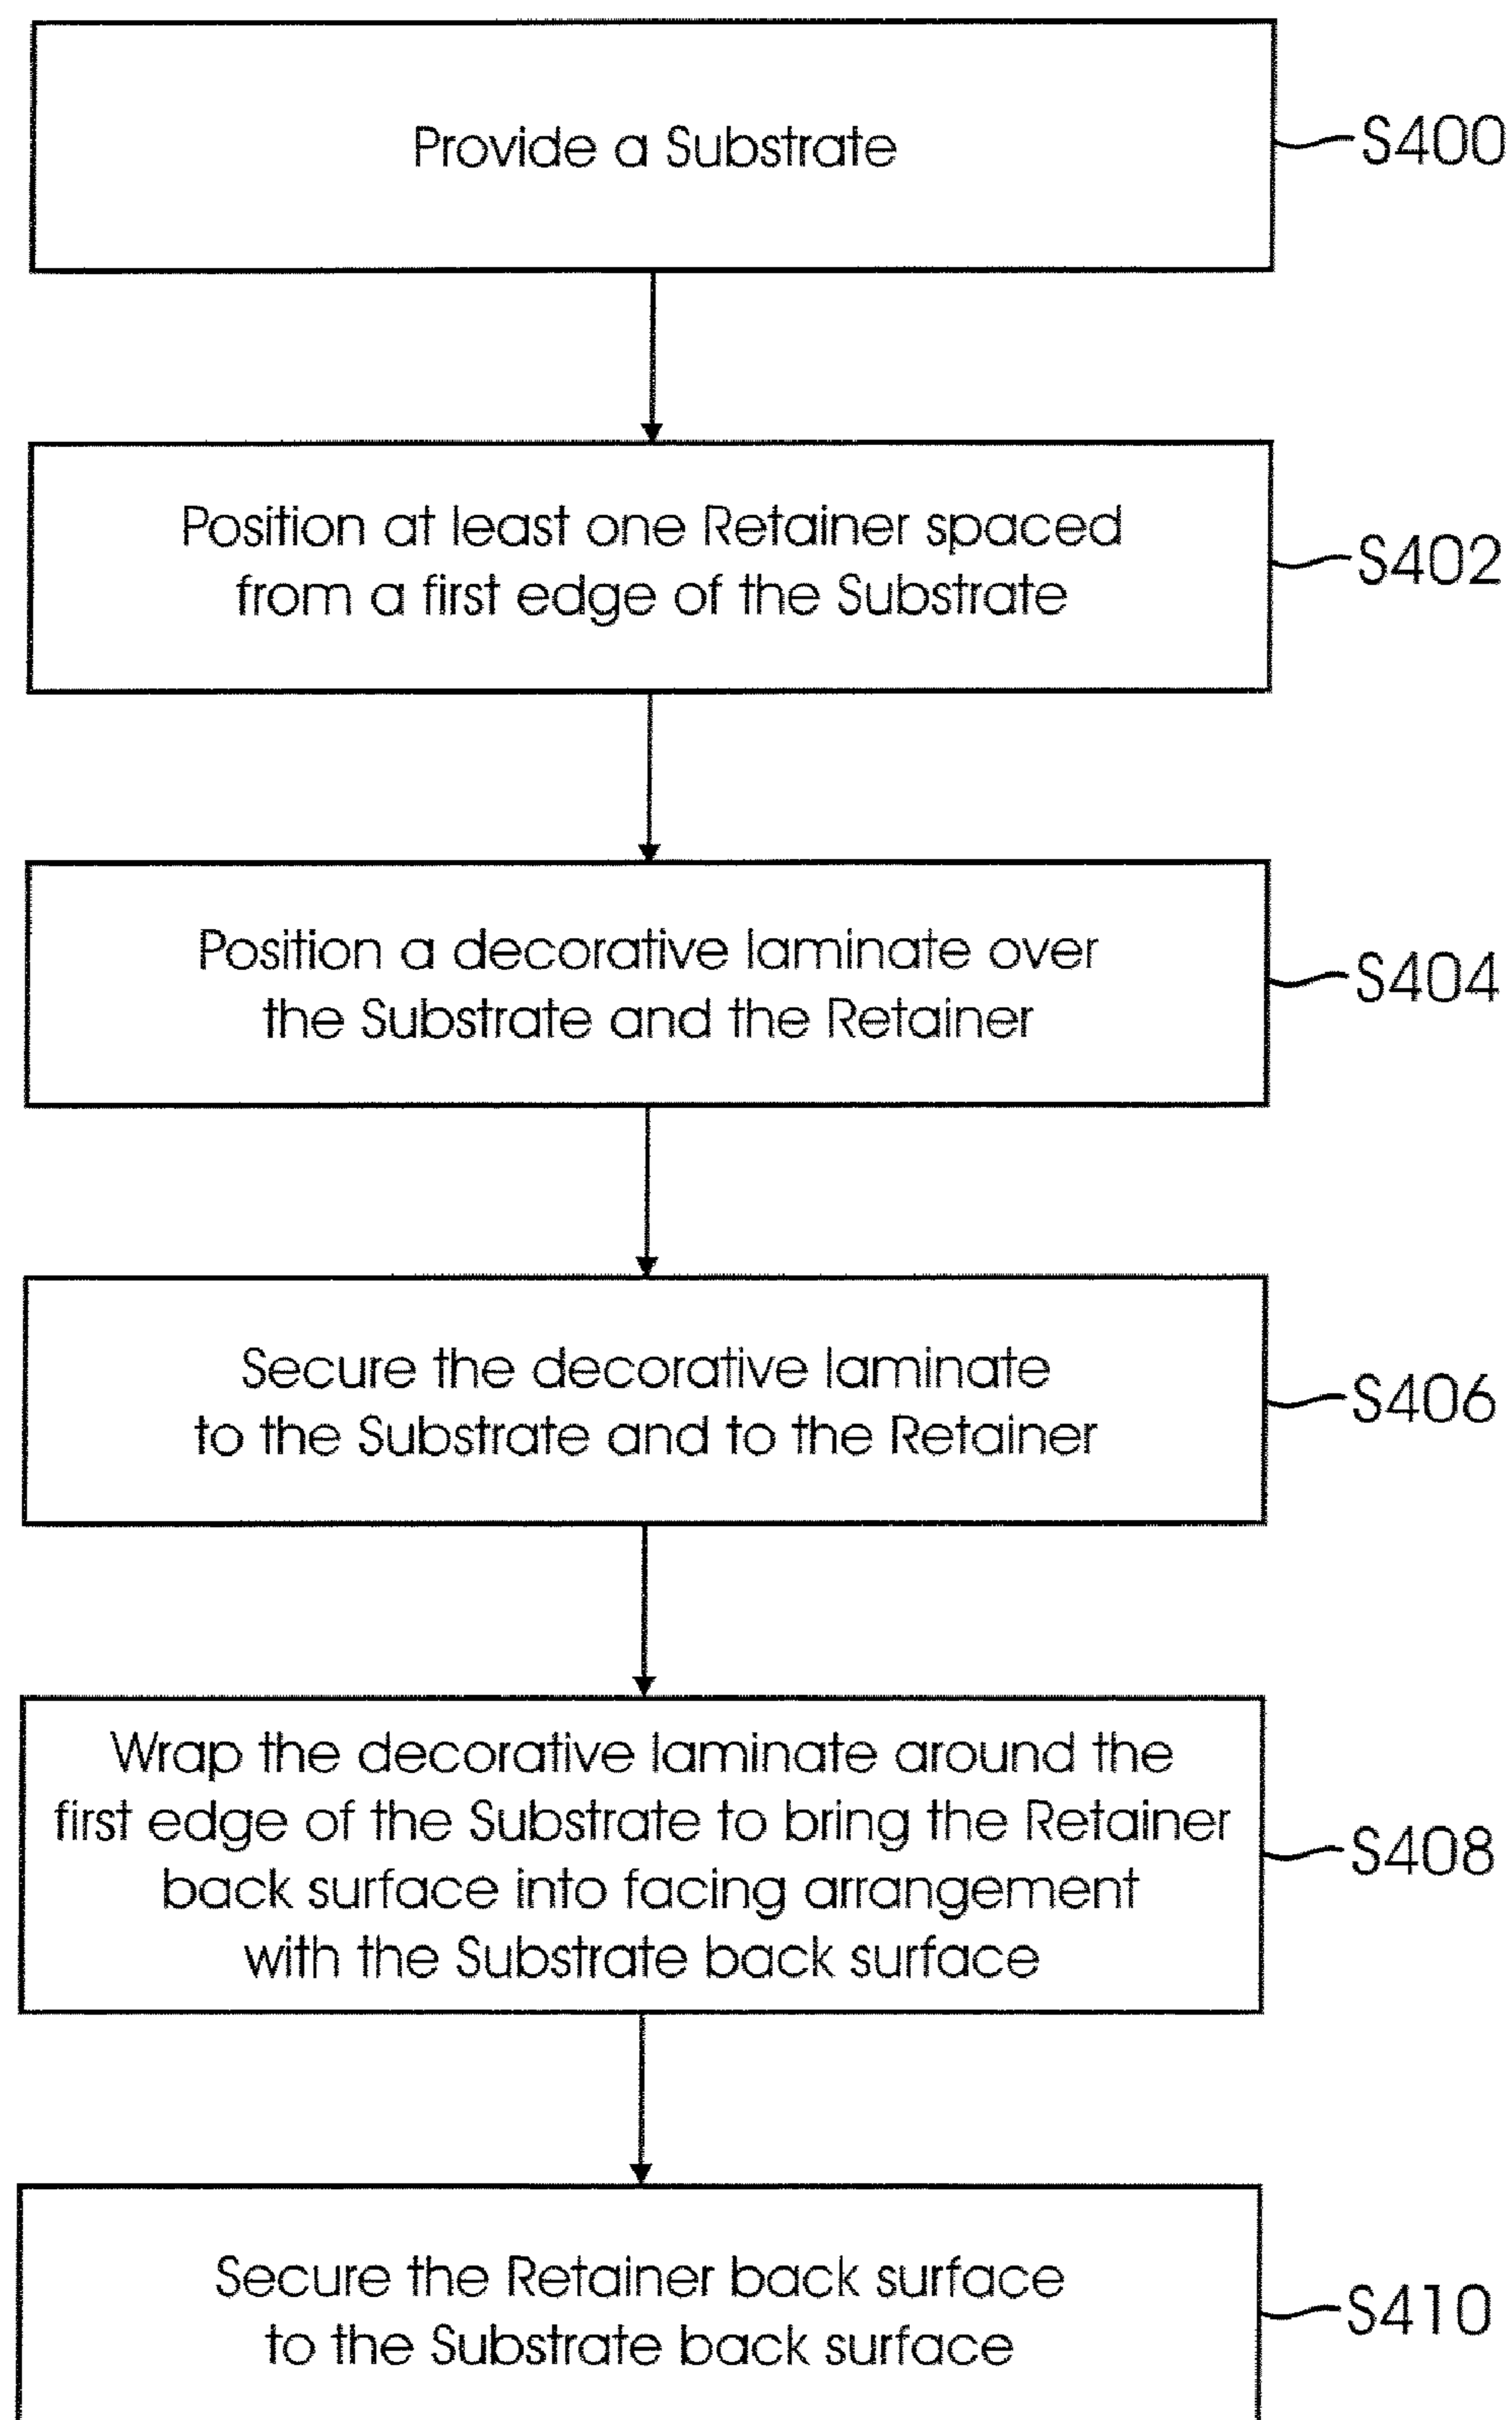 Provide a Substrate
S400
Position at least one Retainer spaced
from a first edge of the Substrate
S402
Position a decorative laminate over
the Substrate and the Retainer
S404
Secure the decorative laminate
to the Substrate and to the Retainer
S406
Wrap the decorative laminate around the
first edge of the Substrate to bring the Retainer
back surface into facing arrangement
with the Substrate back surface
S408
Secure the Retainer back surface
to the Substrate back surface
S410